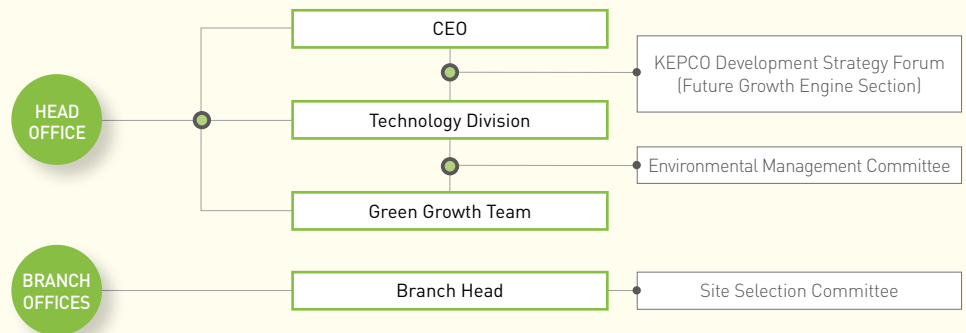 HEAD
OFFICE
CEO
KEPCO Development Strategy Forum
(Future Growth Engine Section)
Technology Division
Environmental Management Committee
Green Growth Team
BRANCH
OFFICES
Branch Head
Site Selection Committee